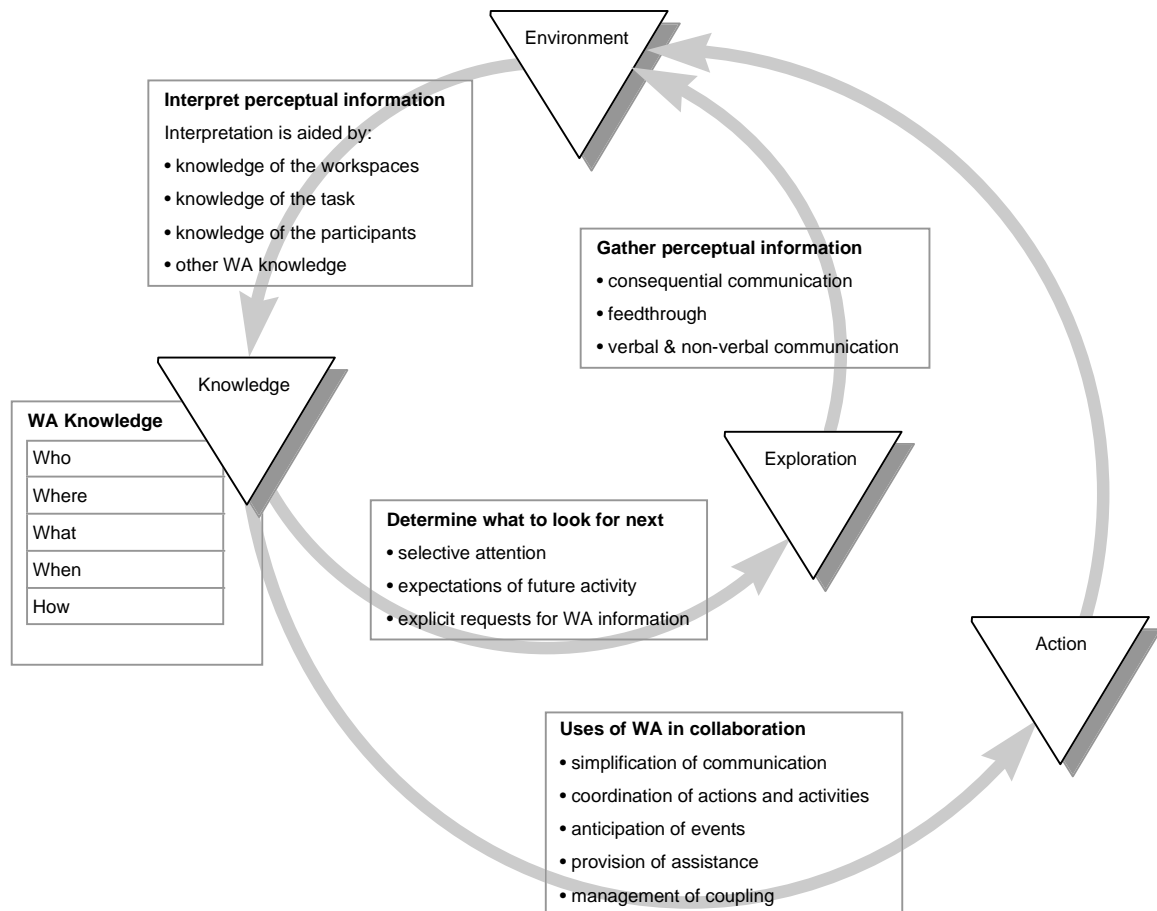 Environment
Interpret perceptual information
Interpretation is aided by:
• knowledge of the workspaces
• knowledge of the task
• knowledge of the participants
• other WA knowledge
Gather perceptual information
• consequential communication
• feedthrough
• verbal & non-verbal communication
Knowledge
WA Knowledge
Who
Where
What
When
How
Exploration
Determine what to look for next
• selective attention
• expectations of future activity
• explicit requests for WA information
Action
Uses of WA in collaboration
• simplification of communication
• coordination of actions and activities
• anticipation of events
• provision of assistance
• management of coupling